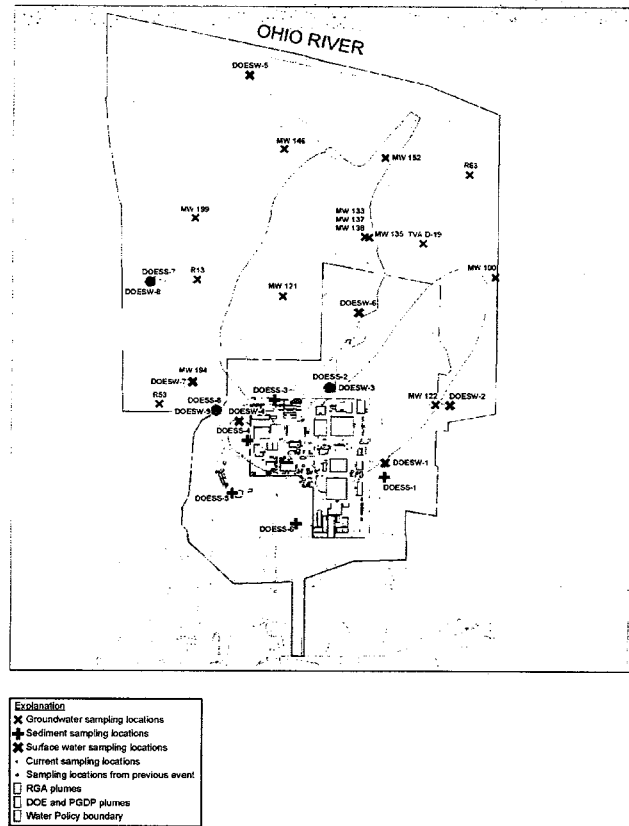 OHIO RIVER
DOESW-5
MW 146
MW 152
R63
MW 199
MW 133
MW 137
MW 138
MW 135
TVA D-19
MW 100
DOESS-7
DOESW-8
R13
MW 121
DOESW-6
MW 194
DOESW-7
R53
DOESS-8
DOESW-9
DOESS-3
DOESS-2
DOESW-3
DOESW-4
DOESS-4
MW 122
DOESW-2
DOESW-1
DOESS-1
DOESS-5
DOESS-6
Explanation
Groundwater sampling locations
Sediment sampling locations
Surface water sampling locations
Current sampling locations
Sampling locations from previous event
RGA plumes
DOE and PGDP plumes
Water Policy boundary